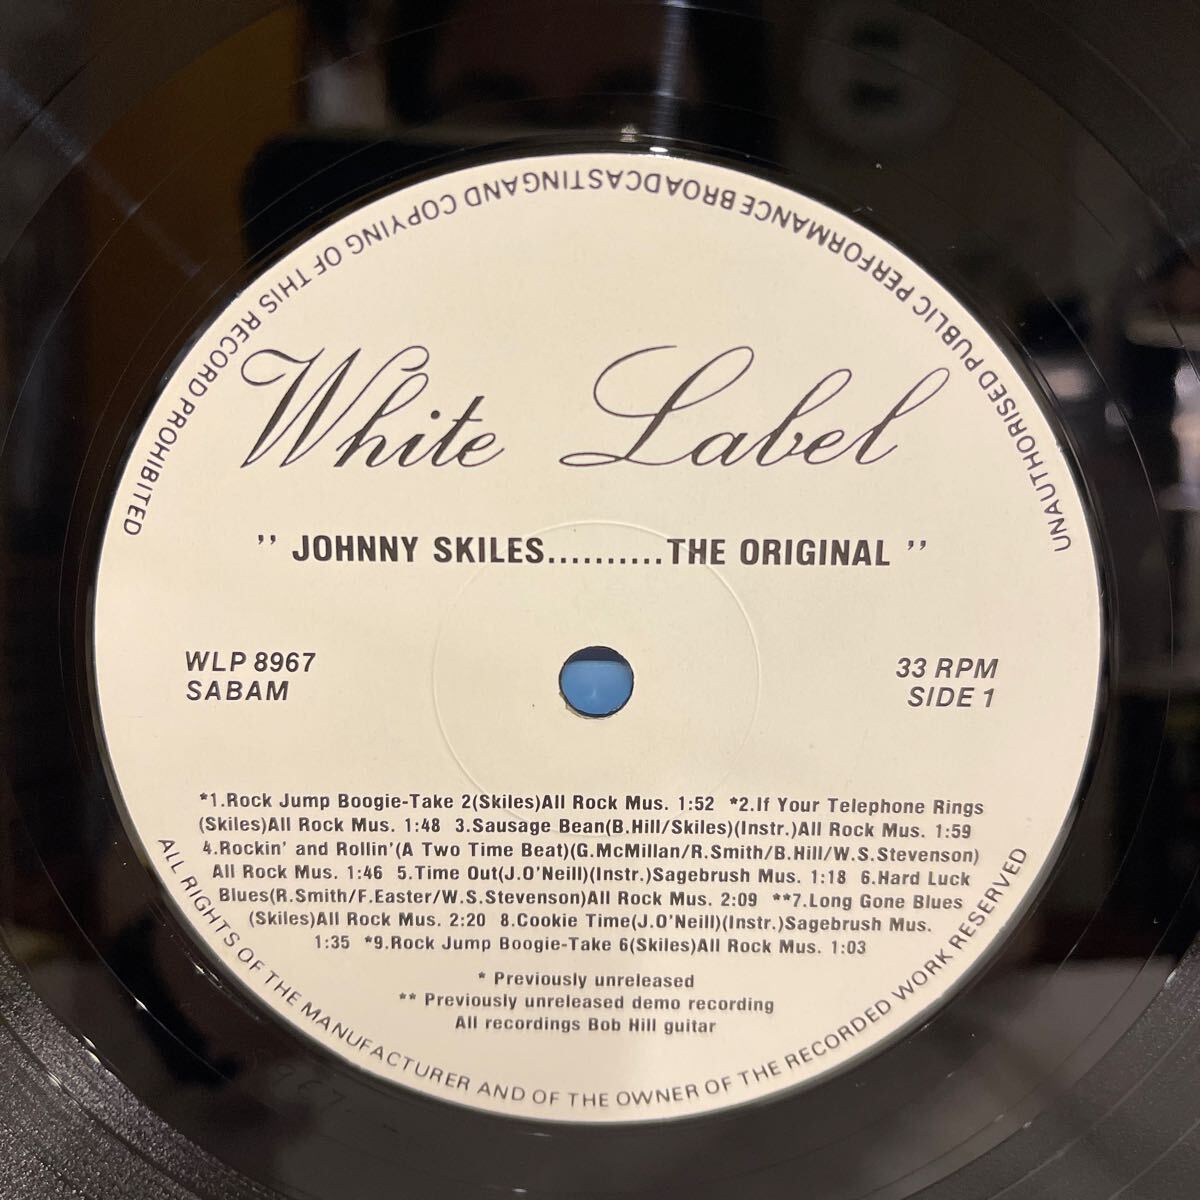 UNAUTHORISED PUBLIC PERFORMANCE BROADCASTING AND COPYING OF THIS RECORD PROHIBITED
White Label
" JOHNNY SKILES..........THE ORIGINAL "
WLP 8967
SABAM
33 RPM
SIDE 1
*1.Rock Jump Boogie-Take 2(Skiles)All Rock Mus. 1:52 *2.If Your Telephone Rings
(Skiles)All Rock Mus. 1:48 3.Sausage Bean(B.Hill/Skiles)(Instr.)All Rock Mus. 1:59
4.Rockin' and Rollin'(A Two Time Beat)(G.McMillan/R.Smith/B.Hill/W.S.Stevenson)
All Rock Mus. 1:46 5.Time Out(J.O'Neill)(Instr.)Sagebrush Mus. 1:18 6.Hard Luck
Blues(R.Smith/F.Easter/W.S.Stevenson)All Rock Mus. 2:09 **7.Long Gone Blues
(Skiles)All Rock Mus. 2:20 8.Cookie Time(J.O'Neill)(Instr.)Sagebrush Mus.
1:35 *9.Rock Jump Boogie-Take 6(Skiles)All Rock Mus. 1:03
* Previously unreleased
** Previously unreleased demo recording
All recordings Bob Hill guitar
ALL RIGHTS OF THE MANUFACTURER AND OF THE OWNER OF THE RECORDED WORK RESERVED